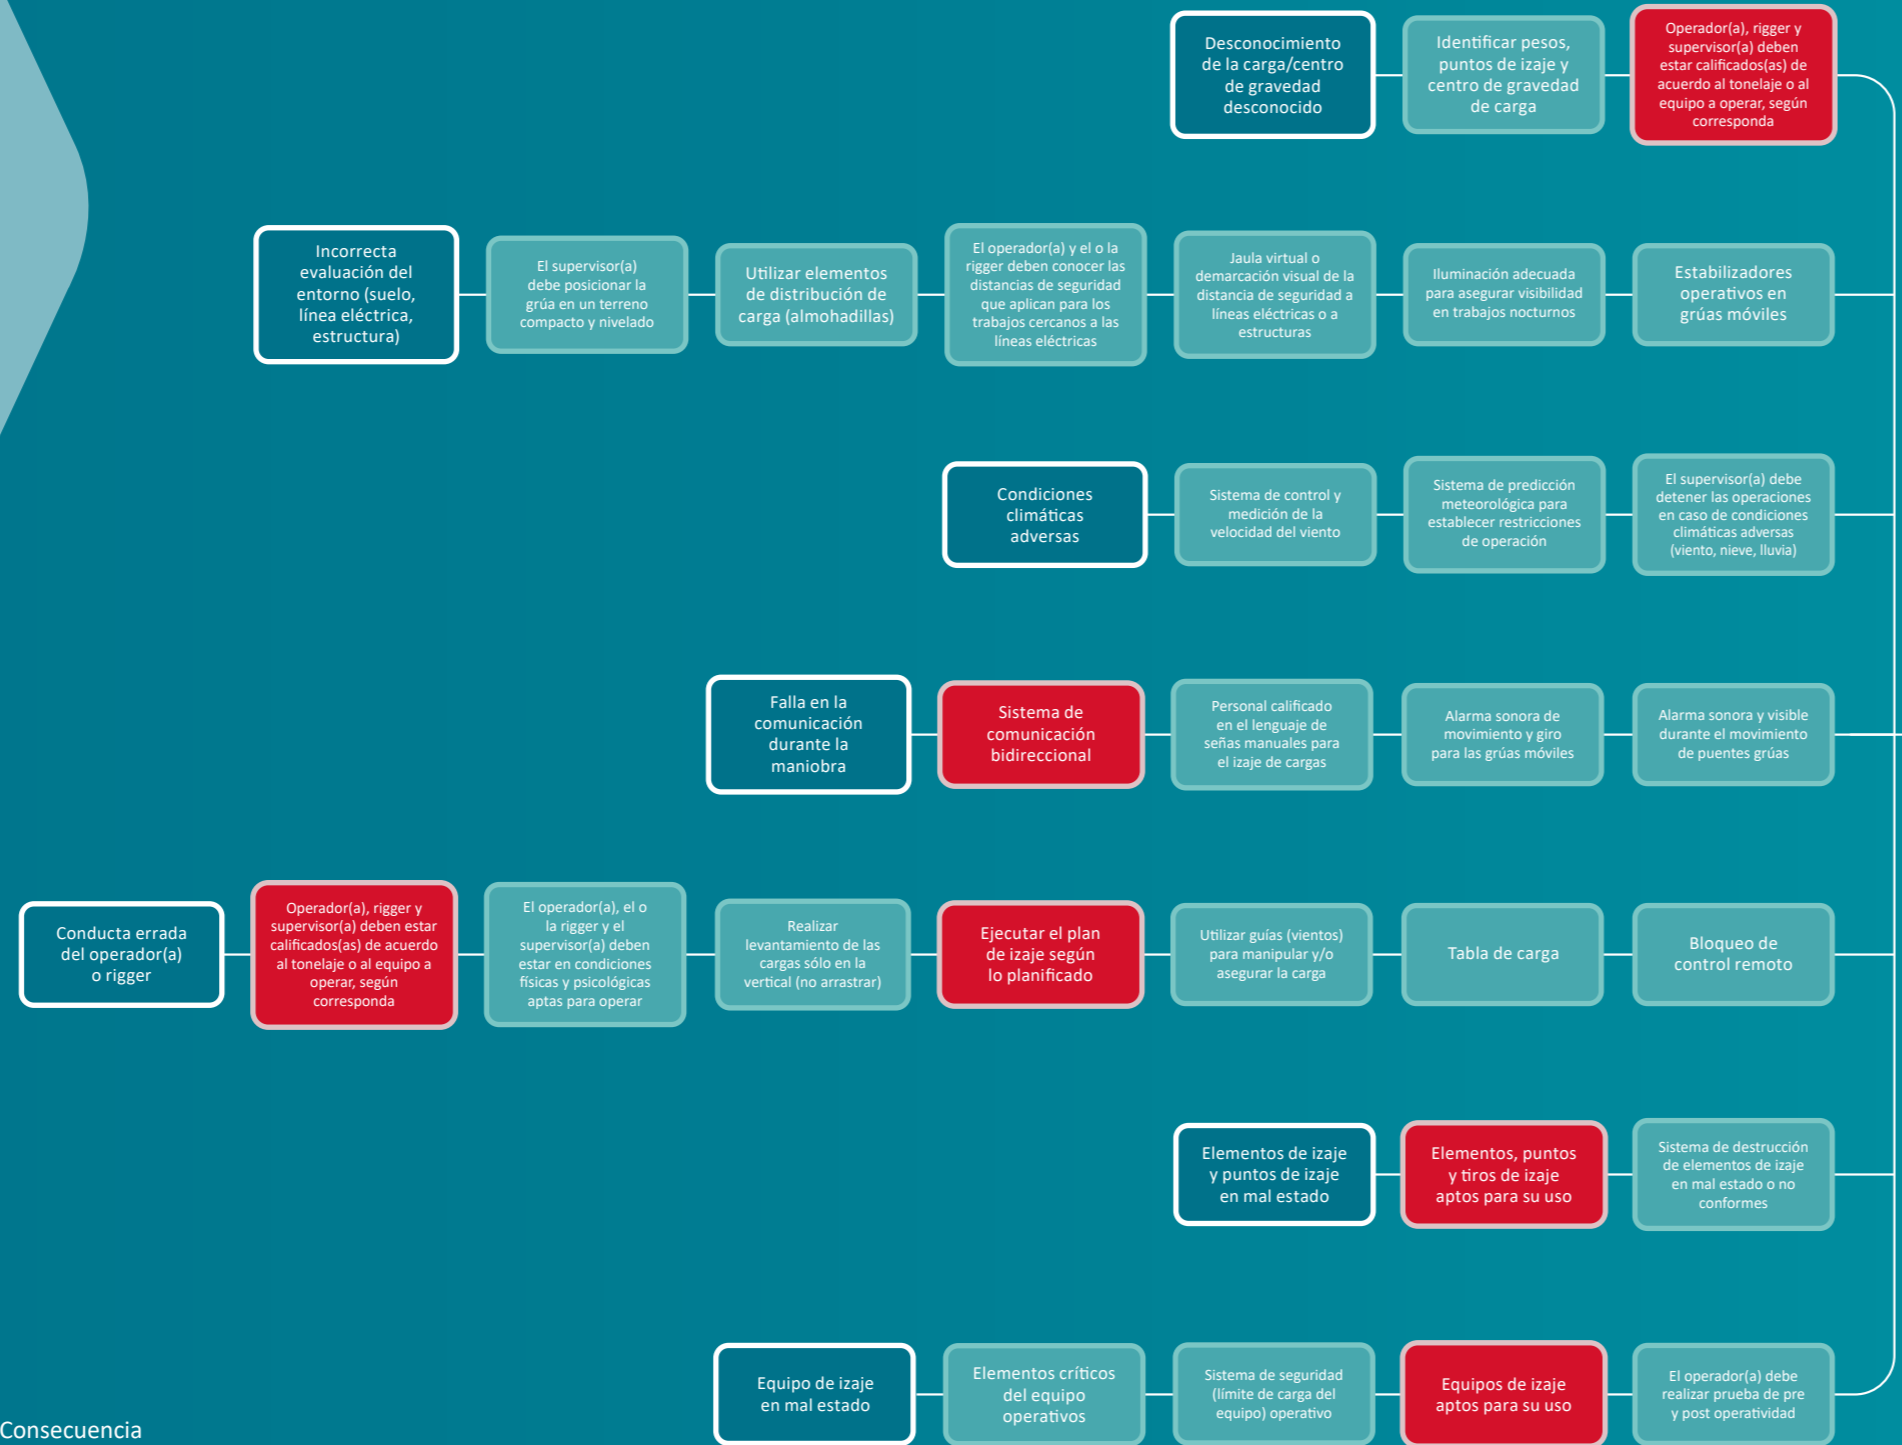 Desconocimiento
de la carga/centro
de gravedad
desconocido
Identificar pesos,
puntos de izaje y
centro de gravedad
de carga
Operador(a), rigger y
supervisor(a) deben
estar calificados(as) de
acuerdo al tonelaje o al
equipo a operar, según
corresponda
Incorrecta
evaluación del
entorno (suelo,
línea eléctrica,
estructura)
El supervisor(a)
debe posicionar la
grúa en un terreno
compacto y nivelado
Utilizar elementos
de distribución de
carga (almohadillas)
El operador(a) y el o la
rigger deben conocer las
distancias de seguridad
que aplican para los
trabajos cercanos a las
líneas eléctricas
Jaula virtual o
demarcación visual de la
distancia de seguridad a
líneas eléctricas o a
estructuras
Iluminación adecuada
para asegurar visibilidad
en trabajos nocturnos
Estabilizadores
operativos en
grúas móviles
Condiciones
climáticas
adversas
Sistema de control y
medición de la
velocidad del viento
Sistema de predicción
meteorológica para
establecer restricciones
de operación
El supervisor(a) debe
detener las operaciones
en caso de condiciones
climáticas adversas
(viento, nieve, lluvia)
Falla en la
comunicación
durante la
maniobra
Sistema de
comunicación
bidireccional
Personal calificado
en el lenguaje de
señas manuales para
el izaje de cargas
Alarma sonora de
movimiento y giro
para las grúas móviles
Alarma sonora y visible
durante el movimiento
de puentes grúas
Conducta errada
del operador(a)
o rigger
Operador(a), rigger y
supervisor(a) deben estar
calificados(as) de acuerdo
al tonelaje o al equipo a
operar, según
corresponda
El operador(a), el o
la rigger y el
supervisor(a) deben
estar en condiciones
físicas y psicológicas
aptas para operar
Realizar
levantamiento de las
cargas sólo en la
vertical (no arrastrar)
Ejecutar el plan
de izaje según
lo planificado
Utilizar guías (vientos)
para manipular y/o
asegurar la carga
Tabla de carga
Bloqueo de
control remoto
Elementos de izaje
y puntos de izaje
en mal estado
Elementos, puntos
y tiros de izaje
aptos para su uso
Sistema de destrucción
de elementos de izaje
en mal estado o no
conformes
Equipo de izaje
en mal estado
Elementos críticos
del equipo
operativos
Sistema de seguridad
(límite de carga del
equipo) operativo
Equipos de izaje
aptos para su uso
El operador(a) debe
realizar prueba de pre
y post operatividad
Consecuencia